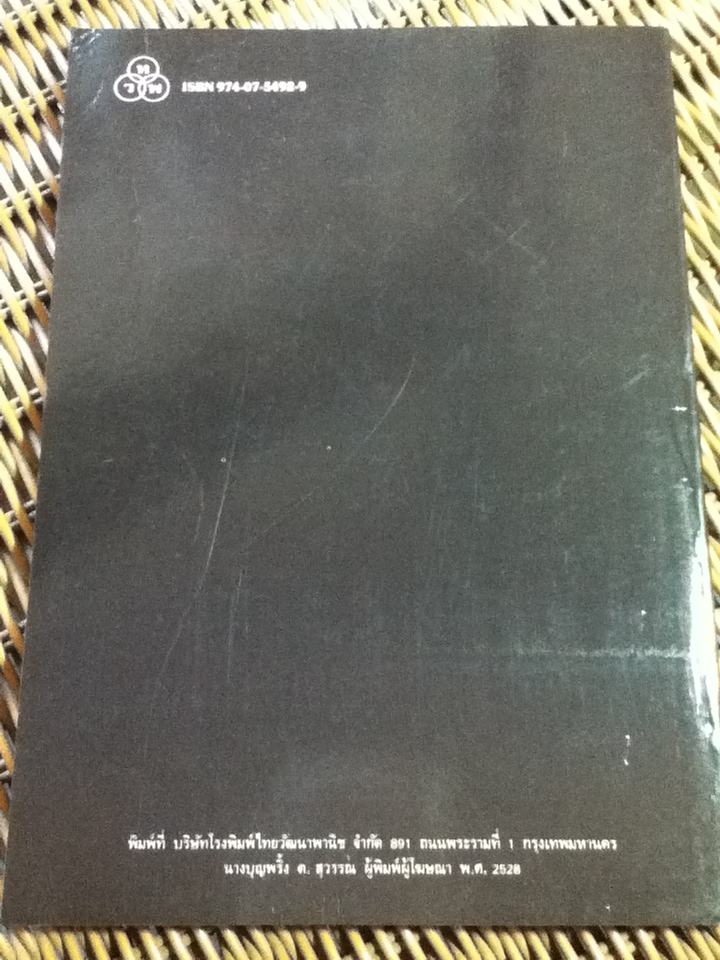 ท
ว พ
ISBN 974-07-5498-9
พิมพ์ที่ บริษัทโรงพิมพ์ไทยวัฒนาพานิช จำกัด 891 ถนนพระรามที่ 1 กรุงเทพมหานคร
นางบุญพริ้ง ต. สุวรรณ ผู้พิมพ์ผู้โฆษณา พ.ศ. 2528